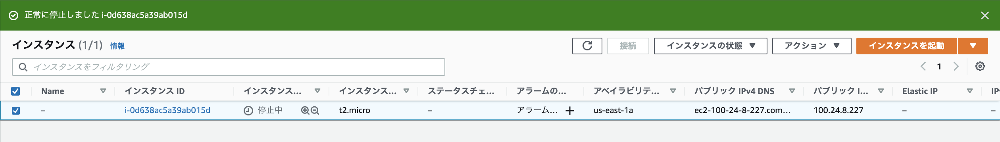 正常に停止しました i-0d638ac5a39ab015d
インスタンス (1/1) 情報
接続 インスタンスの状態 アクション インスタンスを起動
インスタンスをフィルタリング
1
Name インスタンス ID インスタンス... インスタンス... ステータスチェ... アラームの... アベイラビリテ... パブリック IPv4 DNS パブリック I... Elastic IP IPv
– i-0d638ac5a39ab015d 停止中 t2.micro – アラーム... + us-east-1a ec2-100-24-8-227.com... 100.24.8.227 – –